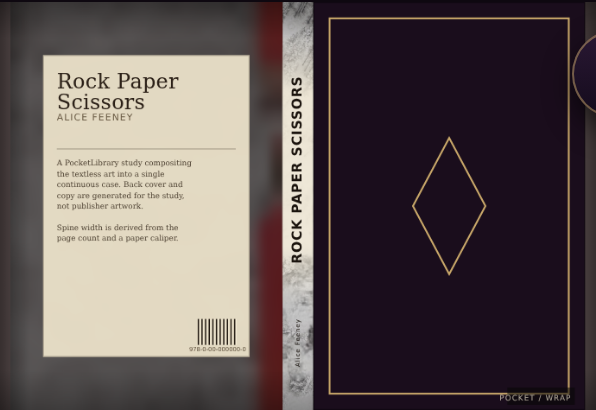 Rock Paper
Scissors
ALICE FEENEY
A PocketLibrary study compositing
the textless art into a single
continuous case. Back cover and
copy are generated for the study,
not publisher artwork.
Spine width is derived from the
page count and a paper caliper.
978-0-00-000000-0
ROCK PAPER SCISSORS
Alice Feeney
POCKET / WRAP